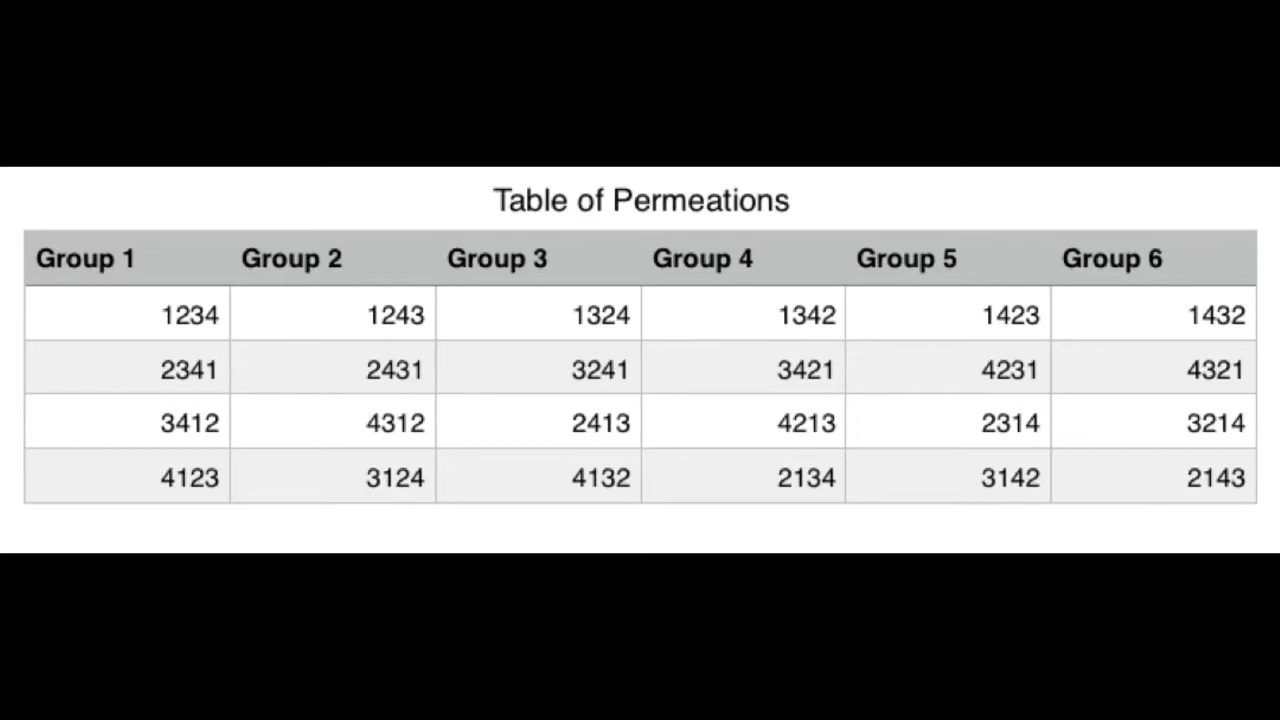 Table of Permeations
Group 1 Group 2 Group 3 Group 4 Group 5 Group 6
1234 1243 1324 1342 1423 1432
2341 2431 3241 3421 4231 4321
3412 4312 2413 4213 2314 3214
4123 3124 4132 2134 3142 2143